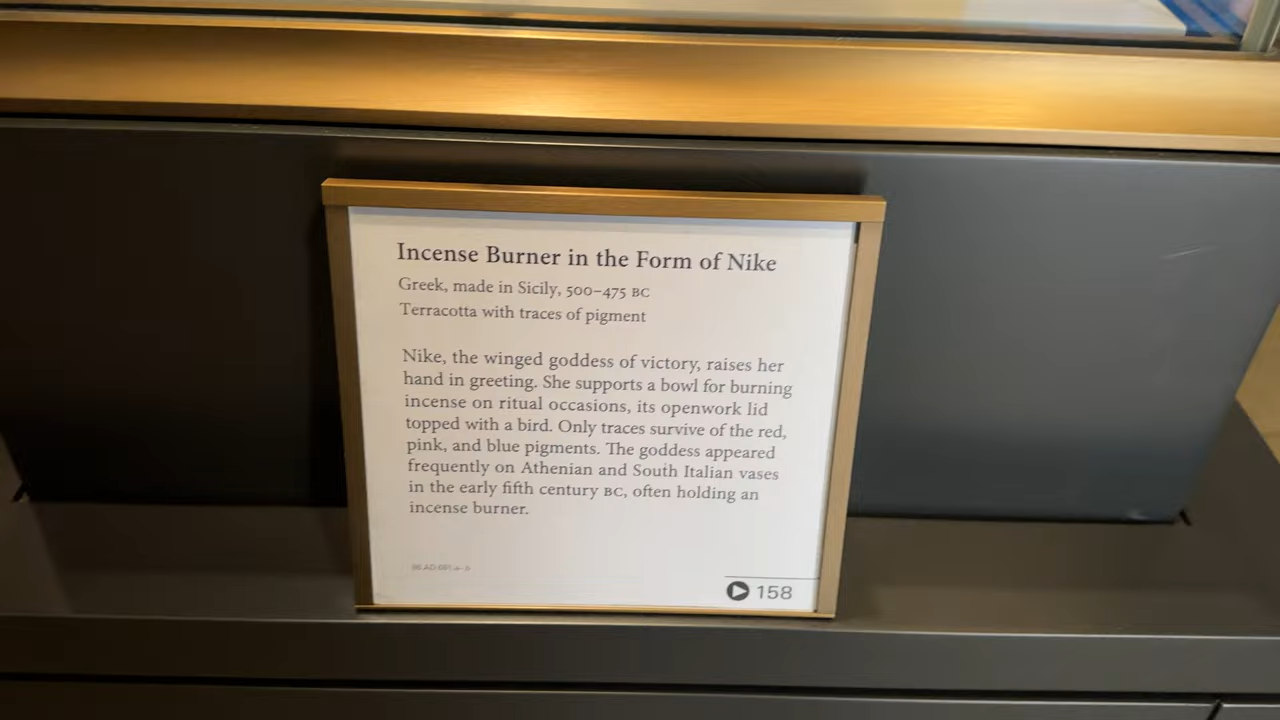 Incense Burner in the Form of Nike
Greek, made in Sicily, 500–475 BC
Terracotta with traces of pigment
Nike, the winged goddess of victory, raises her
hand in greeting. She supports a bowl for burning
incense on ritual occasions, its openwork lid
topped with a bird. Only traces survive of the red,
pink, and blue pigments. The goddess appeared
frequently on Athenian and South Italian vases
in the early fifth century BC, often holding an
incense burner.
158